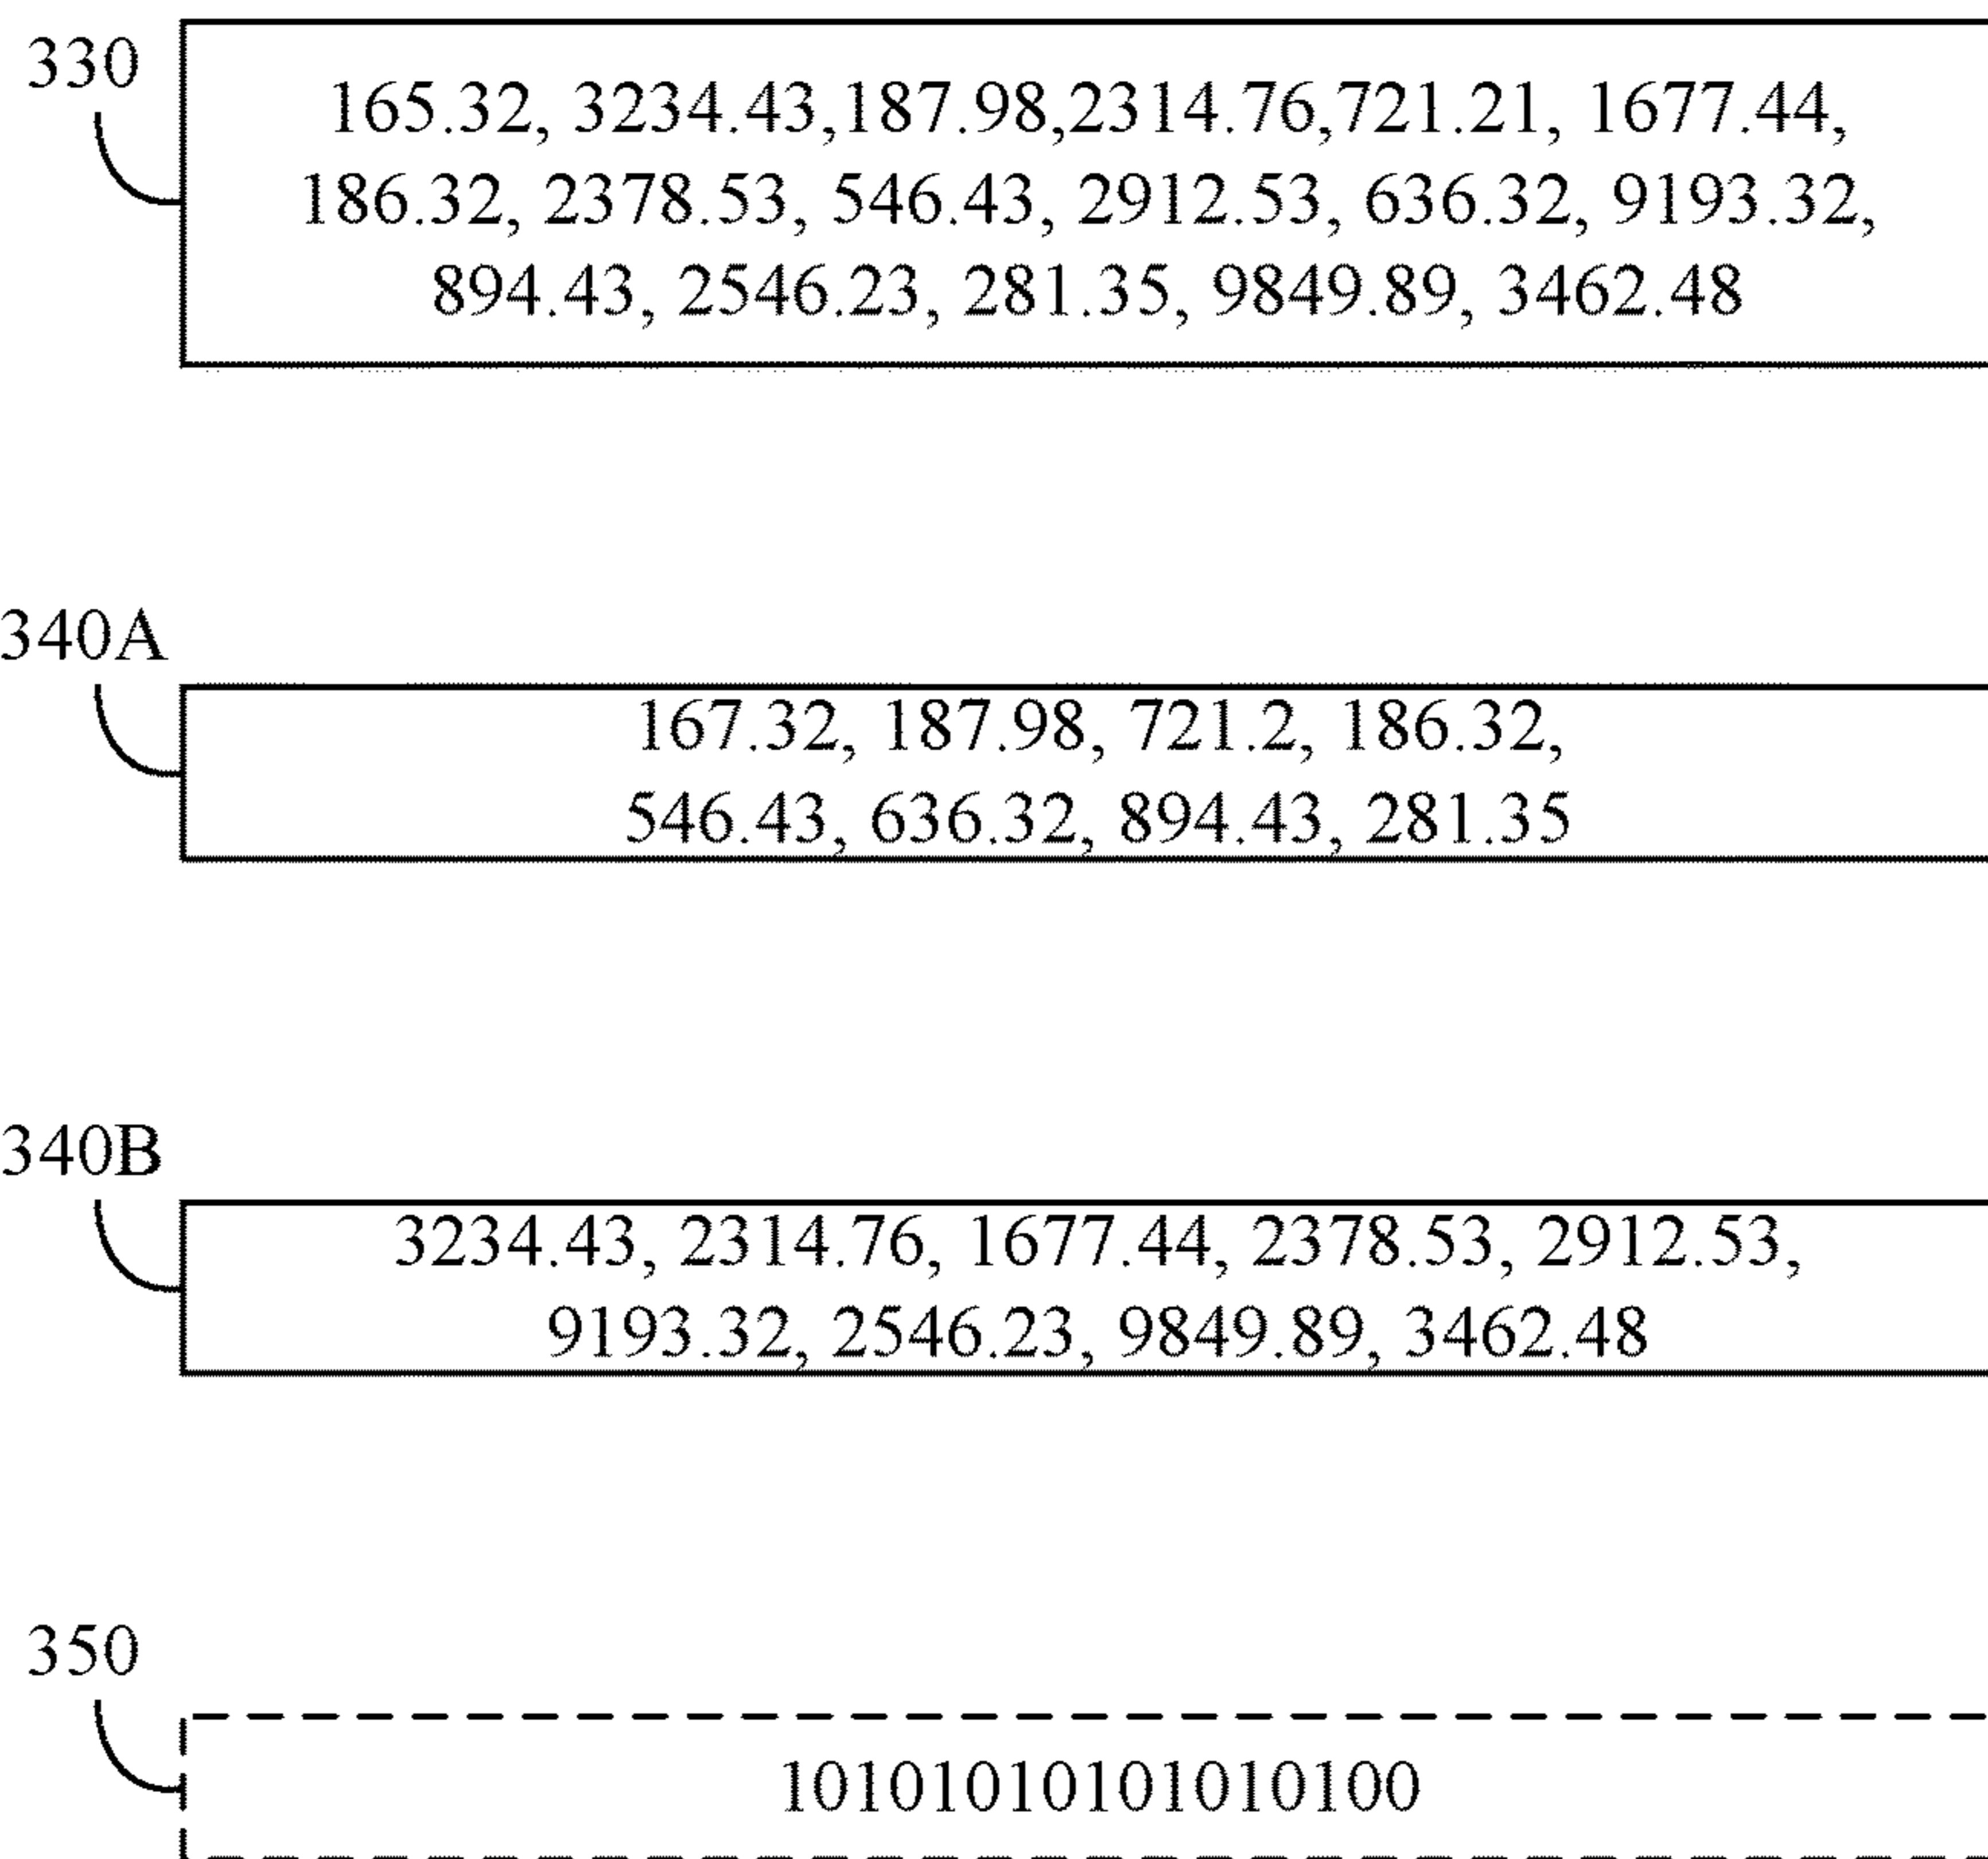 330
165.32, 3234.43,187.98,2314.76,721.21, 1677.44,
186.32, 2378.53, 546.43, 2912.53, 636.32, 9193.32,
894.43, 2546.23, 281.35, 9849.89, 3462.48
340A
167.32, 187.98, 721.2, 186.32,
546.43, 636.32, 894.43, 281.35
340B
3234.43, 2314.76, 1677.44, 2378.53, 2912.53,
9193.32, 2546.23, 9849.89, 3462.48
350
10101010101010100